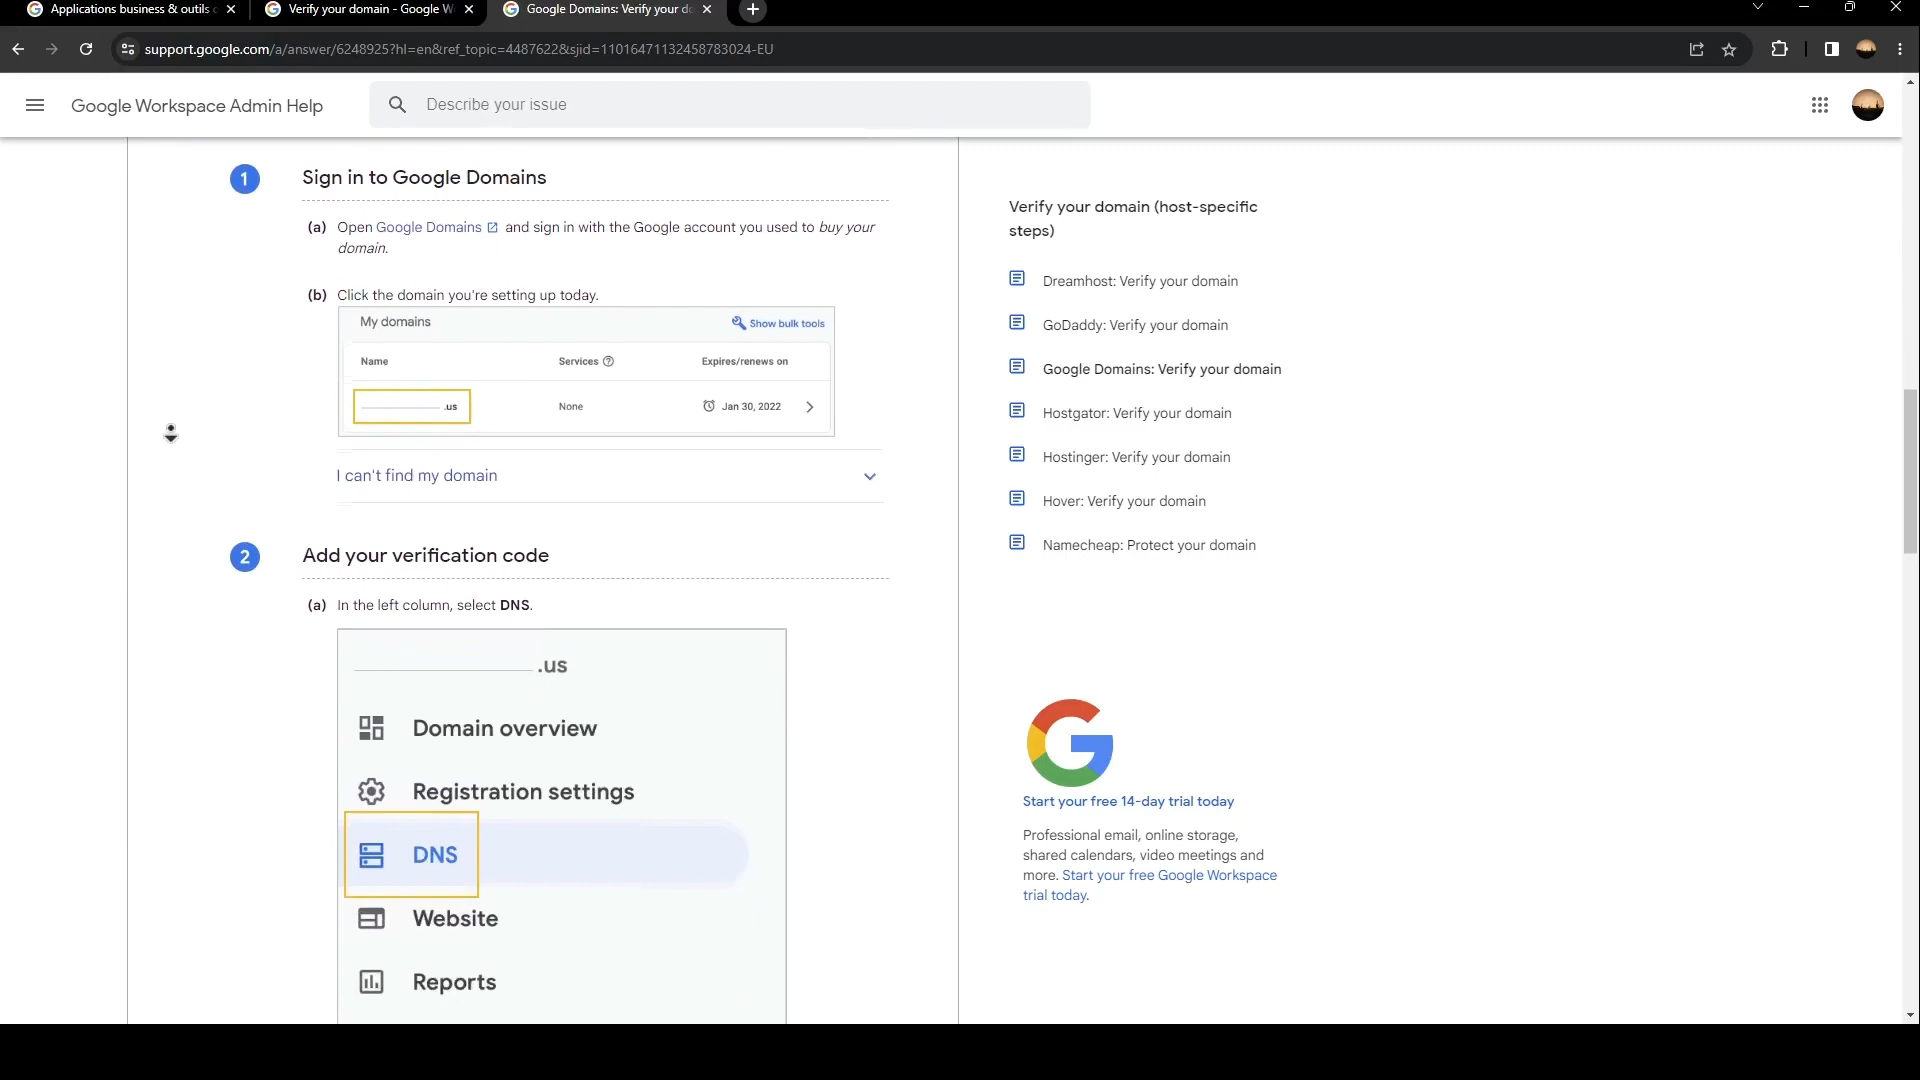 Applications business & outils
Verify your domain - Google W
Google Domains: Verify your do
support.google.com/a/answer/6248925?hl=en&ref_topic=4487622&sjid=11016471132458783024-EU
Google Workspace Admin Help
Describe your issue
1
Sign in to Google Domains
(a) Open Google Domains and sign in with the Google account you used to buy your
domain.
(b) Click the domain you're setting up today.
My domains
Show bulk tools
Name Services Expires/renews on
.us None Jan 30, 2022
I can't find my domain
2
Add your verification code
(a) In the left column, select DNS.
.us
Domain overview
Registration settings
DNS
Website
Reports
Verify your domain (host-specific
steps)
Dreamhost: Verify your domain
GoDaddy: Verify your domain
Google Domains: Verify your domain
Hostgator: Verify your domain
Hostinger: Verify your domain
Hover: Verify your domain
Namecheap: Protect your domain
Start your free 14-day trial today
Professional email, online storage,
shared calendars, video meetings and
more. Start your free Google Workspace
trial today.